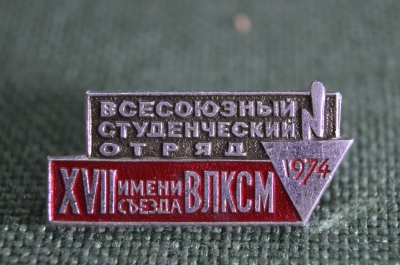 ВСЕСОЮЗНЫЙ
СТУДЕНЧЕСКИЙ
ОТРЯД
1974
XVII ИМЕНИ СЪЕЗДА ВЛКСМ